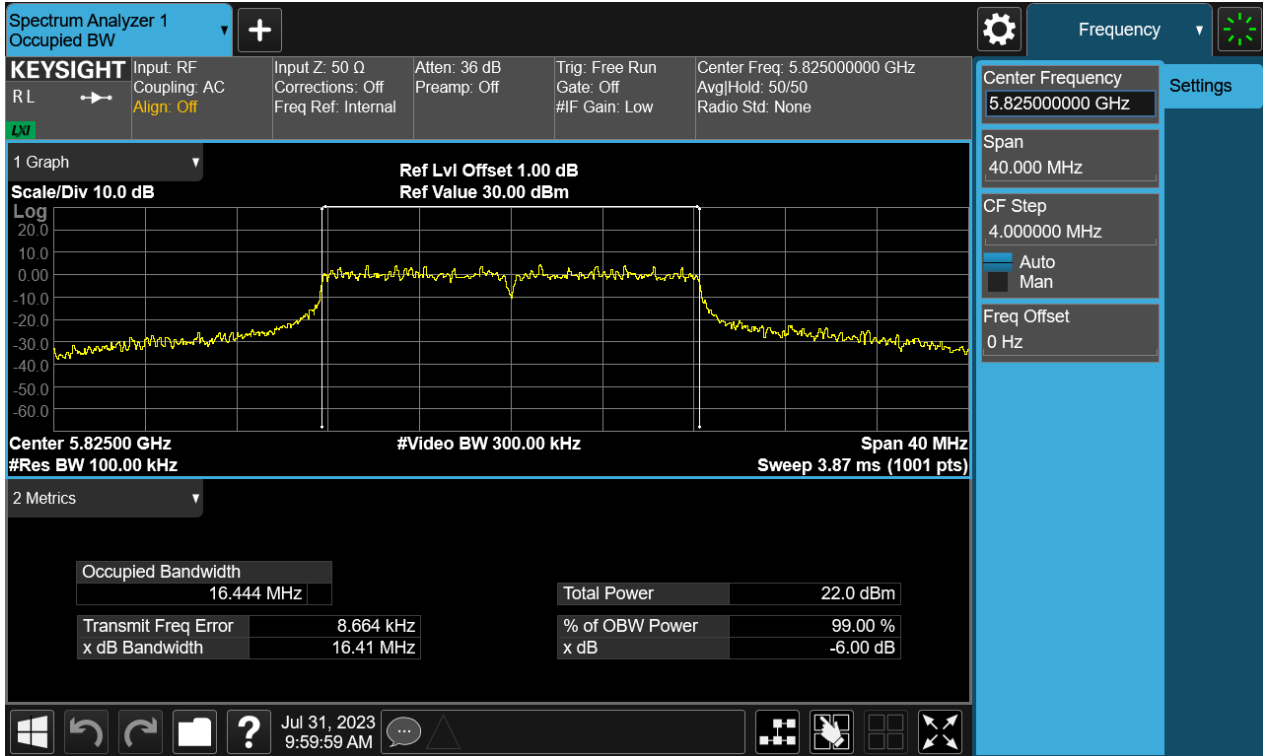 Spectrum Analyzer 1
Occupied BW
Frequency
KEYSIGHT
R L
LXI
Input: RF
Coupling: AC
Align: Off
Input Z: 50 Ω
Corrections: Off
Freq Ref: Internal
Atten: 36 dB
Preamp: Off
Trig: Free Run
Gate: Off
#IF Gain: Low
Center Freq: 5.825000000 GHz
Avg|Hold: 50/50
Radio Std: None
1 Graph
Scale/Div 10.0 dB
Ref Lvl Offset 1.00 dB
Ref Value 30.00 dBm
Log
20.0
10.0
0.00
-10.0
-20.0
-30.0
-40.0
-50.0
-60.0
Center 5.82500 GHz
#Video BW 300.00 kHz
Span 40 MHz
#Res BW 100.00 kHz
Sweep 3.87 ms (1001 pts)
2 Metrics
Occupied Bandwidth
16.444 MHz
Total Power 22.0 dBm
Transmit Freq Error 8.664 kHz
% of OBW Power 99.00 %
x dB Bandwidth 16.41 MHz
x dB -6.00 dB
Jul 31, 2023
9:59:59 AM
Center Frequency
5.825000000 GHz
Settings
Span
40.000 MHz
CF Step
4.000000 MHz
Auto
Man
Freq Offset
0 Hz